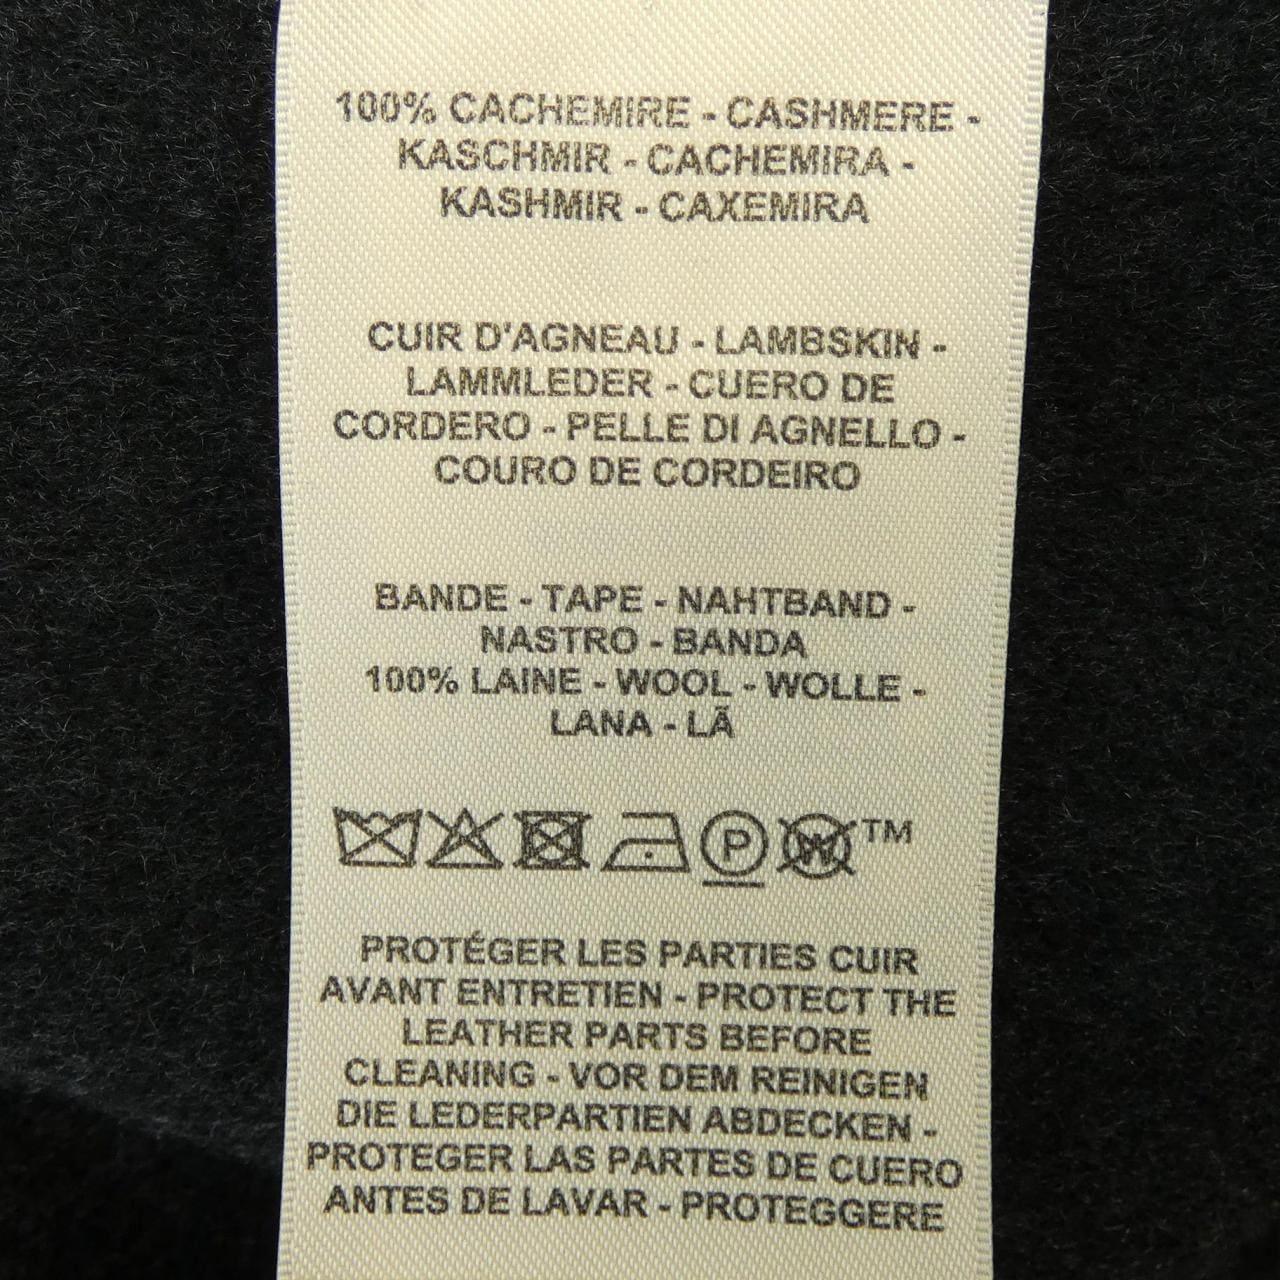 100% CACHEMIRE - CASHMERE -
KASCHMIR - CACHEMIRA -
KASHMIR - CAXEMIRA
CUIR D'AGNEAU - LAMBSKIN -
LAMMLEDER - CUERO DE
CORDERO - PELLE DI AGNELLO -
COURO DE CORDEIRO
BANDE - TAPE - NAHTBAND -
NASTRO - BANDA
100% LAINE - WOOL - WOLLE -
LANA - LÃ
P W TM
PROTÉGER LES PARTIES CUIR
AVANT ENTRETIEN - PROTECT THE
LEATHER PARTS BEFORE
CLEANING - VOR DEM REINIGEN
DIE LEDERPARTIEN ABDECKEN -
PROTEGER LAS PARTES DE CUERO
ANTES DE LAVAR - PROTEGGERE